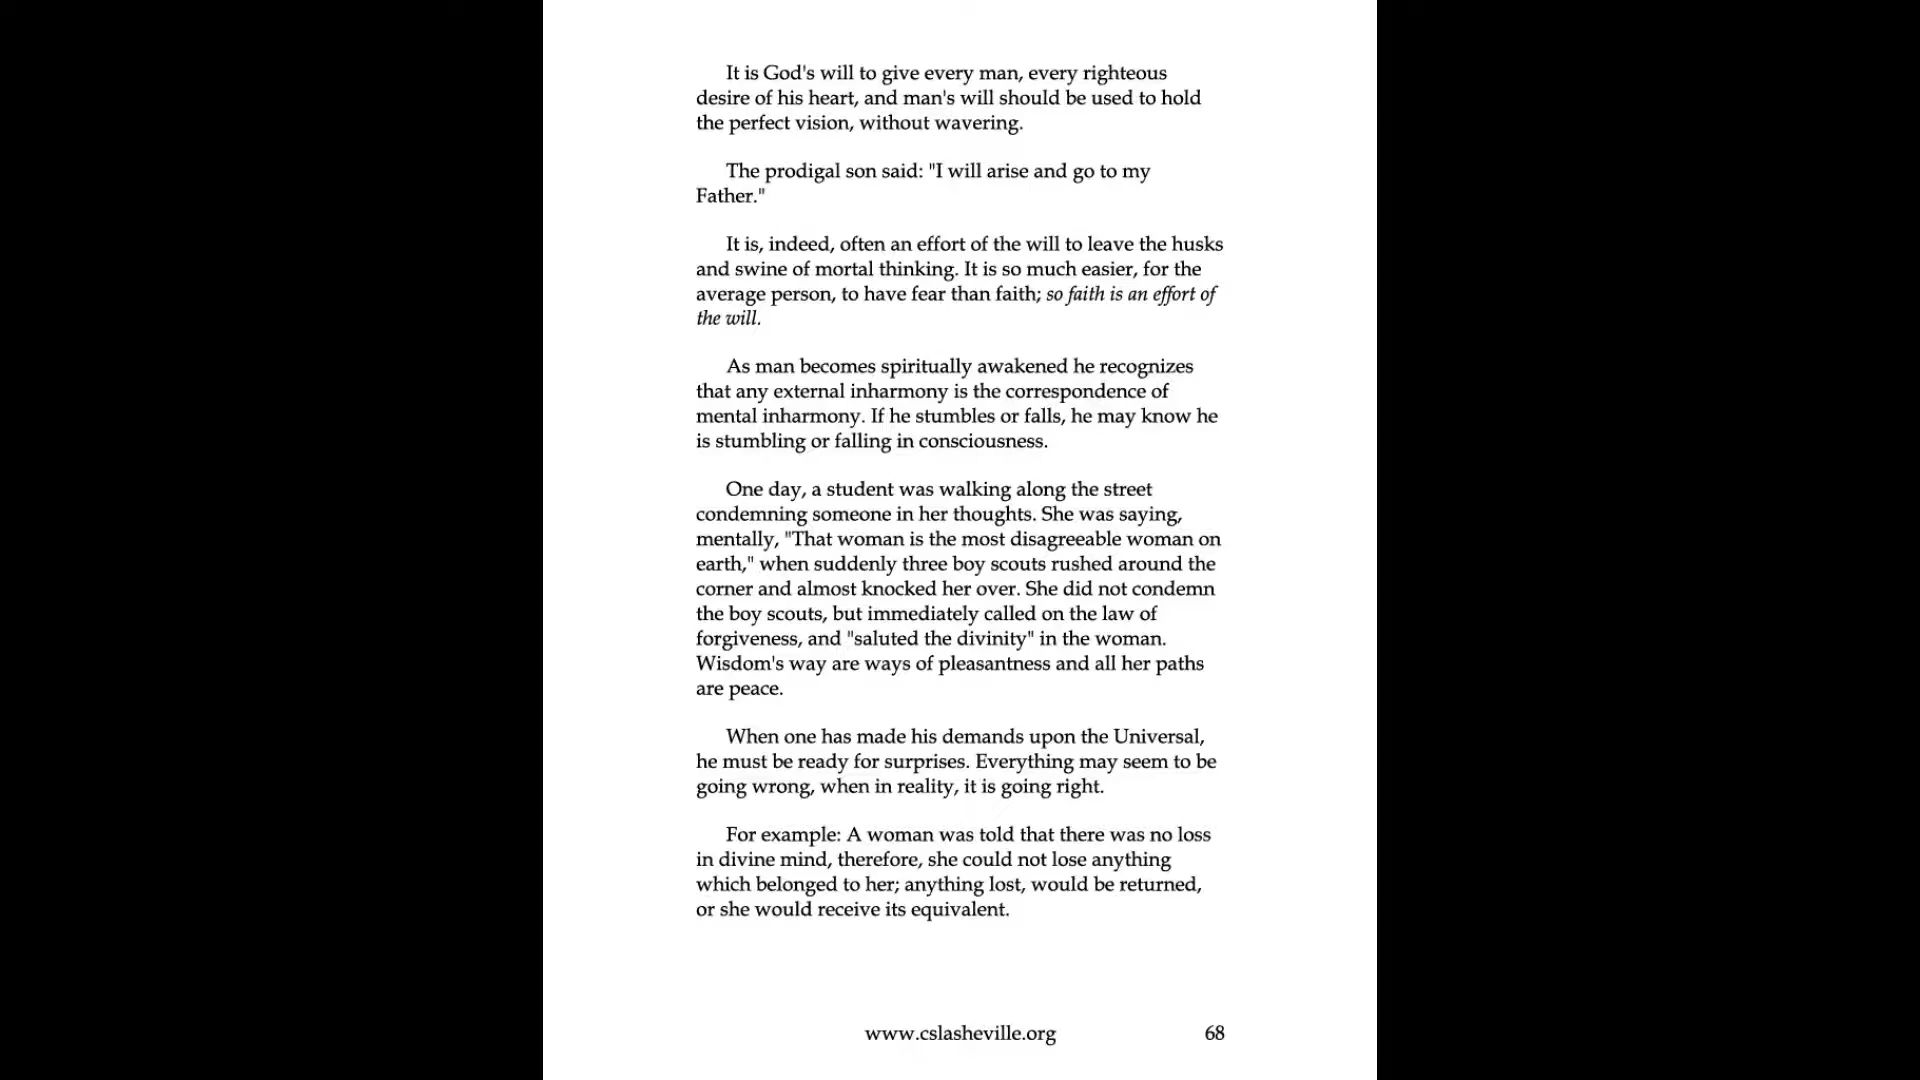 It is God's will to give every man, every righteous
desire of his heart, and man's will should be used to hold
the perfect vision, without wavering.
The prodigal son said: "I will arise and go to my
Father."
It is, indeed, often an effort of the will to leave the husks
and swine of mortal thinking. It is so much easier, for the
average person, to have fear than faith; so faith is an effort of
the will.
As man becomes spiritually awakened he recognizes
that any external inharmony is the correspondence of
mental inharmony. If he stumbles or falls, he may know he
is stumbling or falling in consciousness.
One day, a student was walking along the street
condemning someone in her thoughts. She was saying,
mentally, "That woman is the most disagreeable woman on
earth," when suddenly three boy scouts rushed around the
corner and almost knocked her over. She did not condemn
the boy scouts, but immediately called on the law of
forgiveness, and "saluted the divinity" in the woman.
Wisdom's way are ways of pleasantness and all her paths
are peace.
When one has made his demands upon the Universal,
he must be ready for surprises. Everything may seem to be
going wrong, when in reality, it is going right.
For example: A woman was told that there was no loss
in divine mind, therefore, she could not lose anything
which belonged to her; anything lost, would be returned,
or she would receive its equivalent.
www.cslasheville.org 68